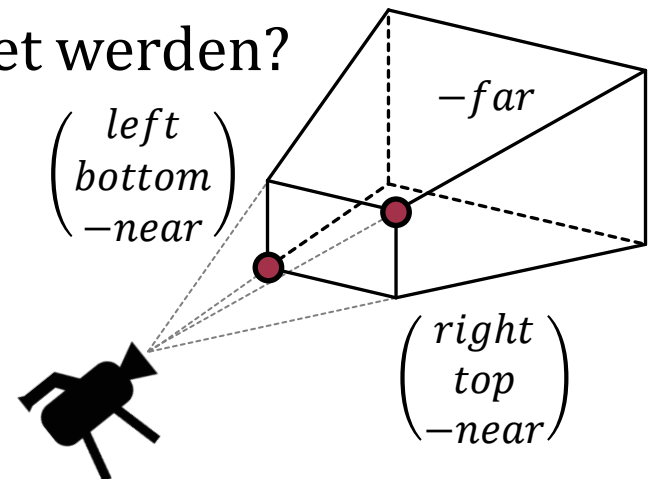 et werden?
−far
left
bottom
−near
right
top
−near